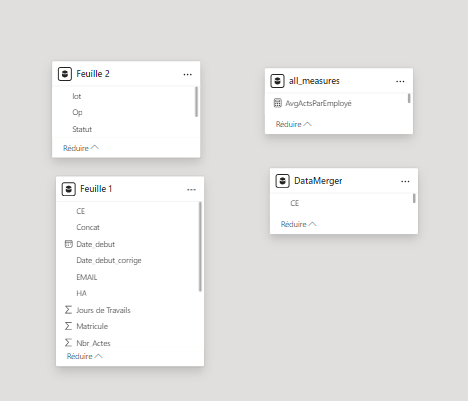 Feuille 2
lot
Op
Statut
Réduire
all_measures
AvgActsParEmployé
Réduire
Feuille 1
CE
Concat
Date_debut
Date_debut_corrige
EMAIL
HA
Jours de Travails
Matricule
Nbr_Actes
Réduire
DataMerger
CE
Réduire